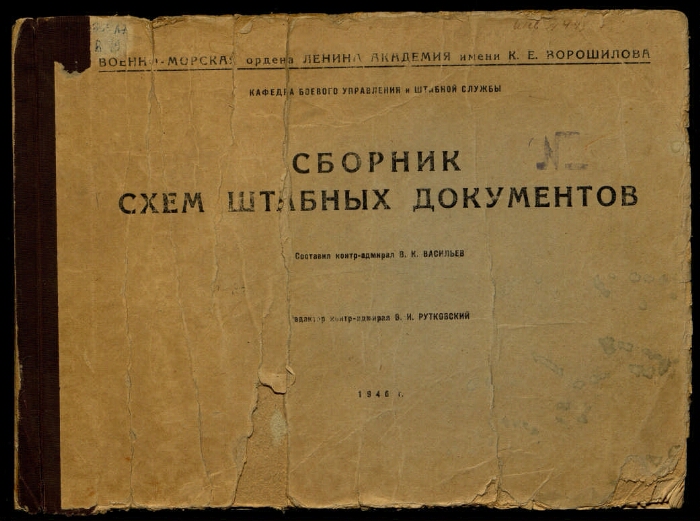 ВОЕННО-МОРСКАЯ ордена ЛЕНИНА АКАДЕМИЯ имени К. Е. ВОРОШИЛОВА
КАФЕДРА БОЕВОГО УПРАВЛЕНИЯ и ШТАБНОЙ СЛУЖБЫ
СБОРНИК
СХЕМ ШТАБНЫХ ДОКУМЕНТОВ
Составил контр-адмирал В. К. ВАСИЛЬЕВ
Редактор контр-адмирал В. И. РУТКОВСКИЙ
1946 г.